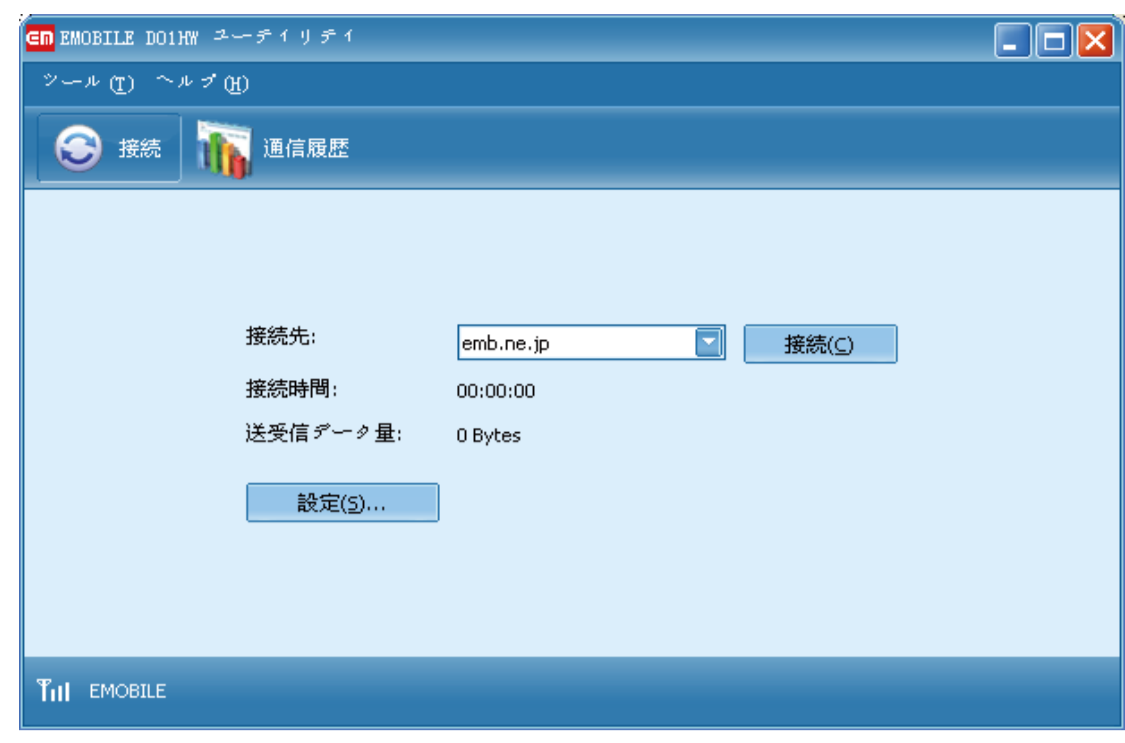 EM EMOBILE D01HW ユーティリティ
ツール(T) ヘルプ(H)
接続 通信履歴
接続先: emb.ne.jp 接続(C)
接続時間: 00:00:00
送受信データ量: 0 Bytes
設定(S)...
EMOBILE